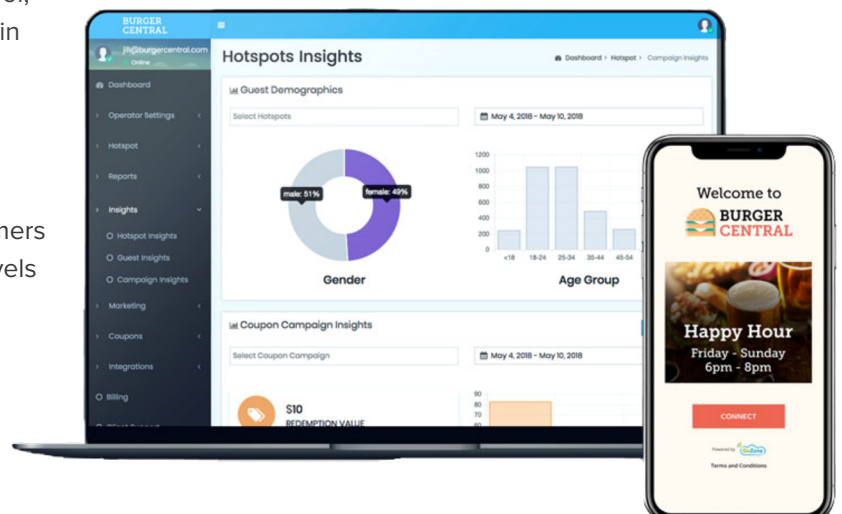 in
BURGER
CENTRAL
jill@burgercentral.com
Online
Hotspots Insights
Dashboard > Hotspot > Campaign Insights
Dashboard
Operator Settings
Hotspot
Reports
Insights
Hotspot Insights
Guest Insights
Campaign Insights
Marketing
Coupons
Integrations
Billing
Guest Demographics
Select Hotspots
May 4, 2018 - May 10, 2018
male: 51%
female: 49%
Gender
1200
1000
800
600
400
200
0
<18 18-24 25-34 35-44 45-54
Age Group
Coupon Campaign Insights
Select Coupon Campaign
May 4, 2018 - May 10, 2018
$10
REDEMPTION VALUE
90
80
70
60
Welcome to
BURGER
CENTRAL
Happy Hour
Friday - Sunday
6pm - 8pm
CONNECT
Powered by GoZone
Terms and Conditions